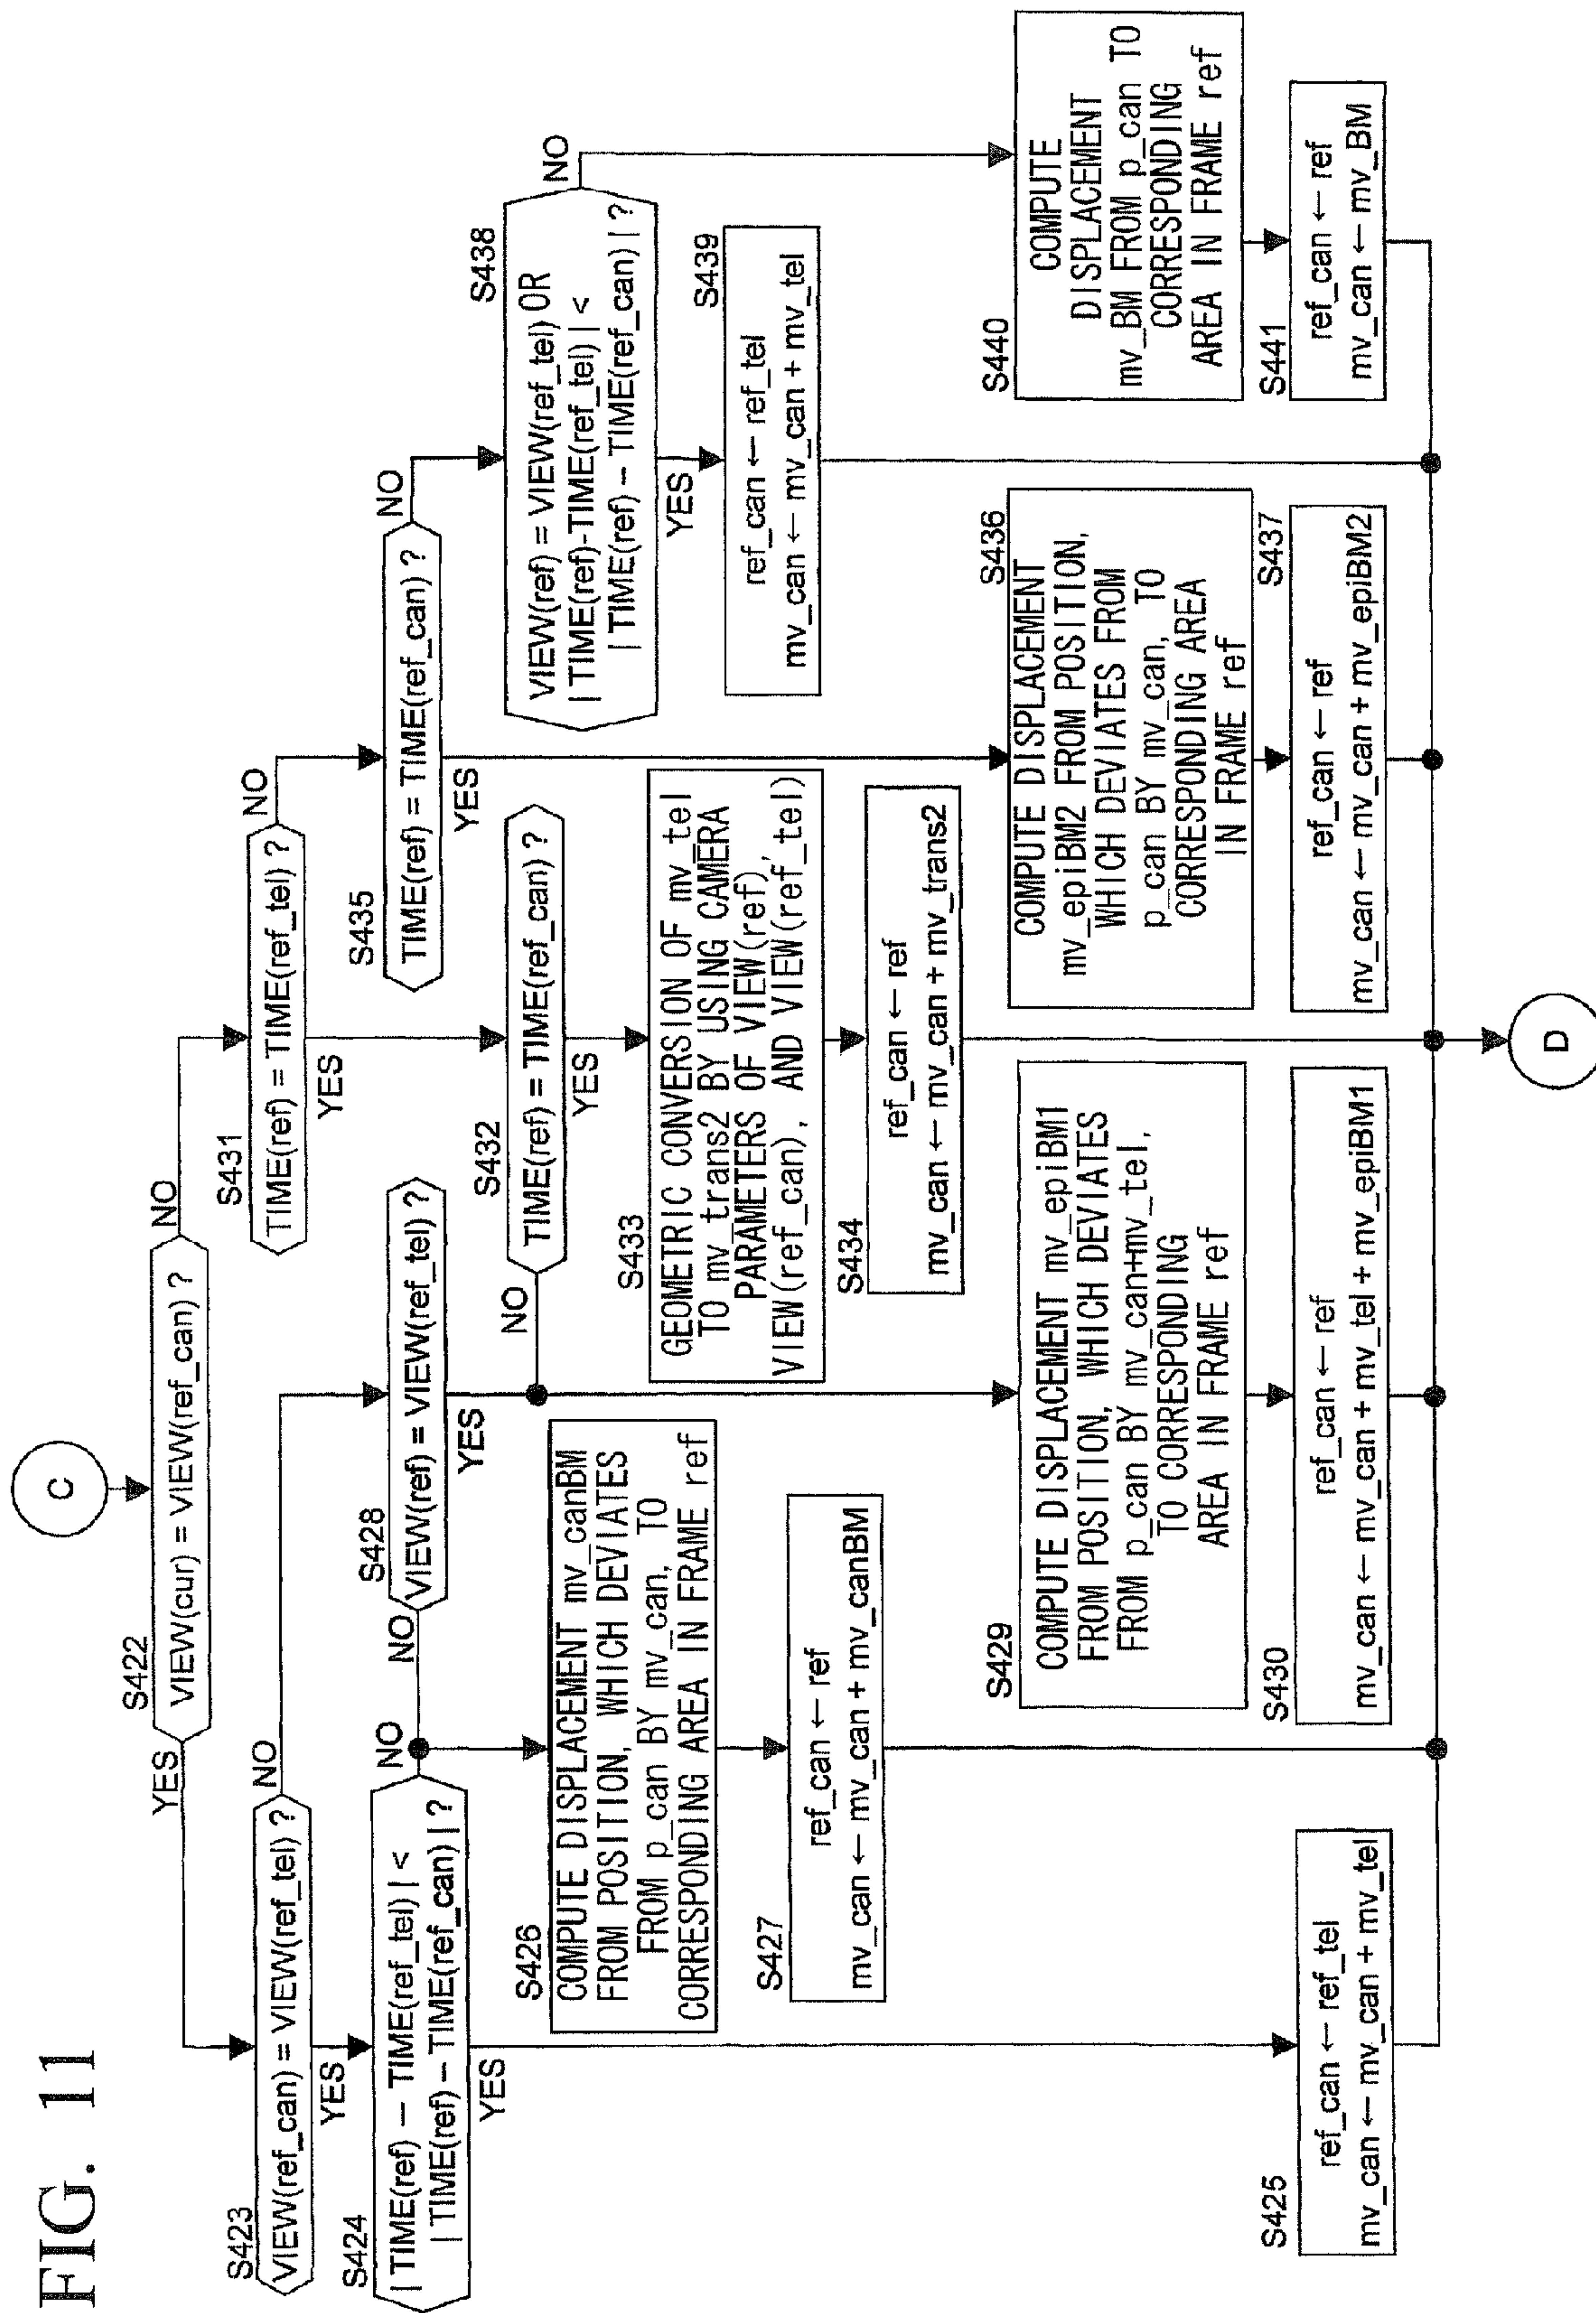 FIG. 11
C
S422
VIEW(cur) = VIEW(ref_can) ?
YES
NO
S423
VIEW(ref_can) = VIEW(ref_tel) ?
NO
YES
S424
| TIME(ref) – TIME(ref_tel) | <
| TIME(ref) – TIME(ref_can) | ?
NO
YES
S425
ref_can ← ref_tel
mv_can ← mv_can + mv_tel
S426
COMPUTE DISPLACEMENT mv_canBM
FROM POSITION, WHICH DEVIATES
FROM p_can BY mv_can, TO
CORRESPONDING AREA IN FRAME ref
S427
ref_can ← ref
mv_can ← mv_can + mv_canBM
S428
VIEW(ref) = VIEW(ref_tel) ?
NO
YES
S429
COMPUTE DISPLACEMENT mv_epiBM1
FROM POSITION, WHICH DEVIATES
FROM p_can BY mv_can+mv_tel,
TO CORRESPONDING
AREA IN FRAME ref
S430
ref_can ← ref
mv_can ← mv_can + mv_tel + mv_epiBM1
S431
TIME(ref) = TIME(ref_tel) ?
NO
YES
S432
TIME(ref) = TIME(ref_can) ?
NO
YES
S433
GEOMETRIC CONVERSION OF mv_tel
TO mv_trans2 BY USING CAMERA
PARAMETERS OF VIEW(ref),
VIEW(ref_can), AND VIEW(ref_tel)
S434
ref_can ← ref
mv_can ← mv_can + mv_trans2
S435
TIME(ref) = TIME(ref_can) ?
NO
YES
S436
COMPUTE DISPLACEMENT
mv_epiBM2 FROM POSITION,
WHICH DEVIATES FROM
p_can BY mv_can, TO
CORRESPONDING AREA
IN FRAME ref
S437
ref_can ← ref
mv_can ← mv_can + mv_epiBM2
S438
VIEW(ref) = VIEW(ref_tel) OR
| TIME(ref)-TIME(ref_tel) | <
| TIME(ref) – TIME(ref_can) | ?
NO
YES
S439
ref_can ← ref_tel
mv_can ← mv_can + mv_tel
S440
COMPUTE
DISPLACEMENT
mv_BM FROM p_can TO
CORRESPONDING
AREA IN FRAME ref
S441
ref_can ← ref
mv_can ← mv_BM
D